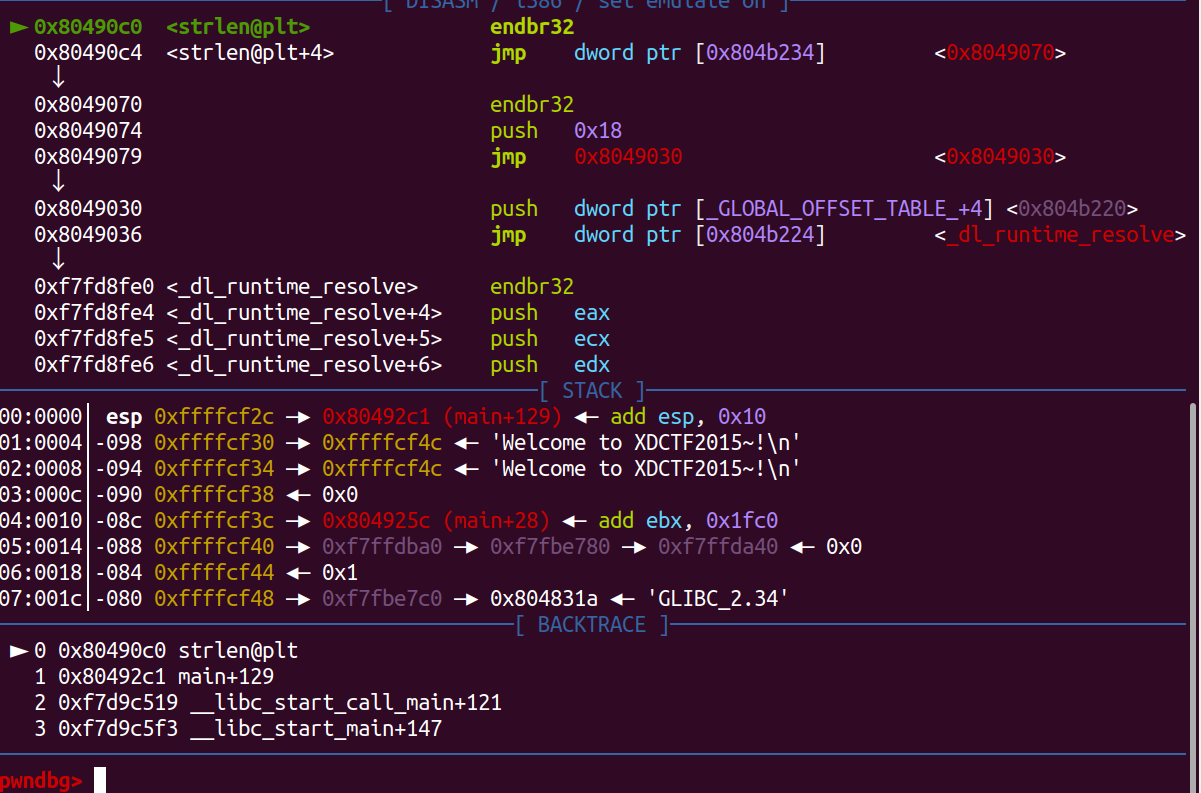 [ DISASM / i386 / set emulate on ]
► 0x80490c0 <strlen@plt> endbr32
0x80490c4 <strlen@plt+4> jmp dword ptr [0x804b234] <0x8049070>
↓
0x8049070 endbr32
0x8049074 push 0x18
0x8049079 jmp 0x8049030 <0x8049030>
↓
0x8049030 push dword ptr [_GLOBAL_OFFSET_TABLE_+4] <0x804b220>
0x8049036 jmp dword ptr [0x804b224] <_dl_runtime_resolve>
↓
0xf7fd8fe0 <_dl_runtime_resolve> endbr32
0xf7fd8fe4 <_dl_runtime_resolve+4> push eax
0xf7fd8fe5 <_dl_runtime_resolve+5> push ecx
0xf7fd8fe6 <_dl_runtime_resolve+6> push edx
[ STACK ]
00:0000│ esp 0xffffcf2c —▸ 0x80492c1 (main+129) ◂— add esp, 0x10
01:0004│-098 0xffffcf30 —▸ 0xffffcf4c ◂— 'Welcome to XDCTF2015~!\n'
02:0008│-094 0xffffcf34 —▸ 0xffffcf4c ◂— 'Welcome to XDCTF2015~!\n'
03:000c│-090 0xffffcf38 ◂— 0x0
04:0010│-08c 0xffffcf3c —▸ 0x804925c (main+28) ◂— add ebx, 0x1fc0
05:0014│-088 0xffffcf40 —▸ 0xf7ffdba0 —▸ 0xf7fbe780 —▸ 0xf7ffda40 ◂— 0x0
06:0018│-084 0xffffcf44 ◂— 0x1
07:001c│-080 0xffffcf48 —▸ 0xf7fbe7c0 —▸ 0x804831a ◂— 'GLIBC_2.34'
[ BACKTRACE ]
► 0 0x80490c0 strlen@plt
1 0x80492c1 main+129
2 0xf7d9c519 __libc_start_call_main+121
3 0xf7d9c5f3 __libc_start_main+147
pwndbg>